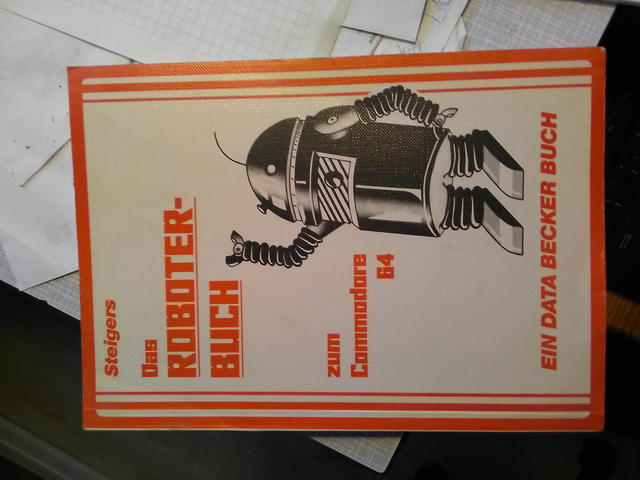 Steigers
Das
ROBOTER-
BUCH
zum
Commodore
64
EIN DATA BECKER BUCH